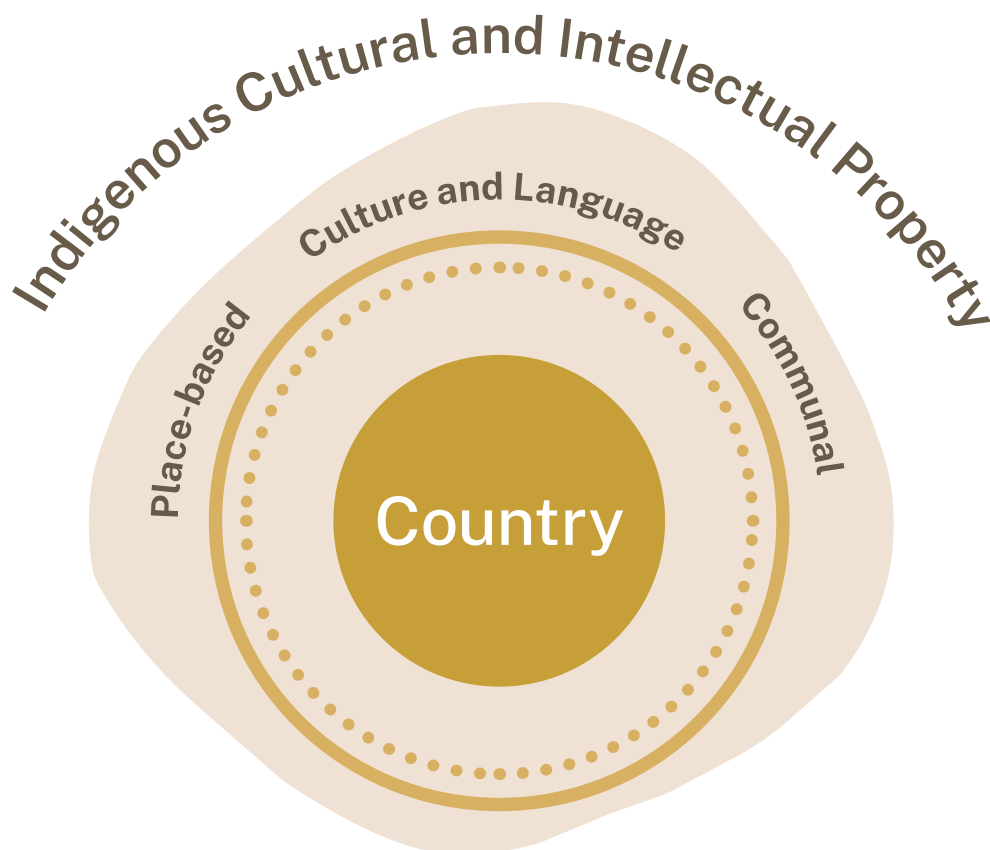 Indigenous Cultural and Intellectual Property
Culture and Language
Place-based
Communal
Country